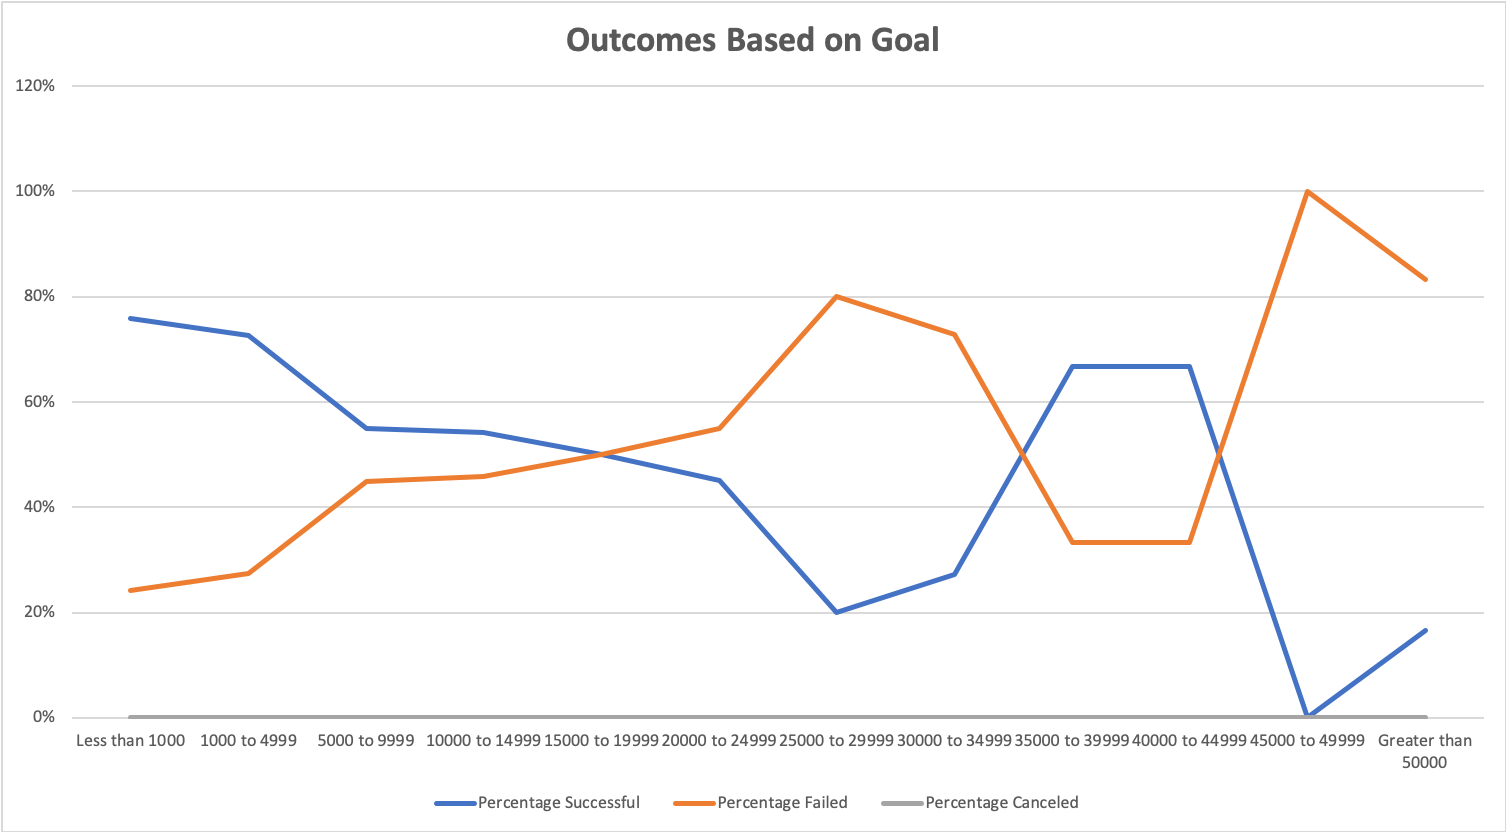 Outcomes Based on Goal
120%
100%
80%
60%
40%
20%
0%
Less than 1000
1000 to 4999
5000 to 9999
10000 to 14999
15000 to 19999
20000 to 24999
25000 to 29999
30000 to 34999
35000 to 39999
40000 to 44999
45000 to 49999
Greater than
50000
Percentage Successful
Percentage Failed
Percentage Canceled